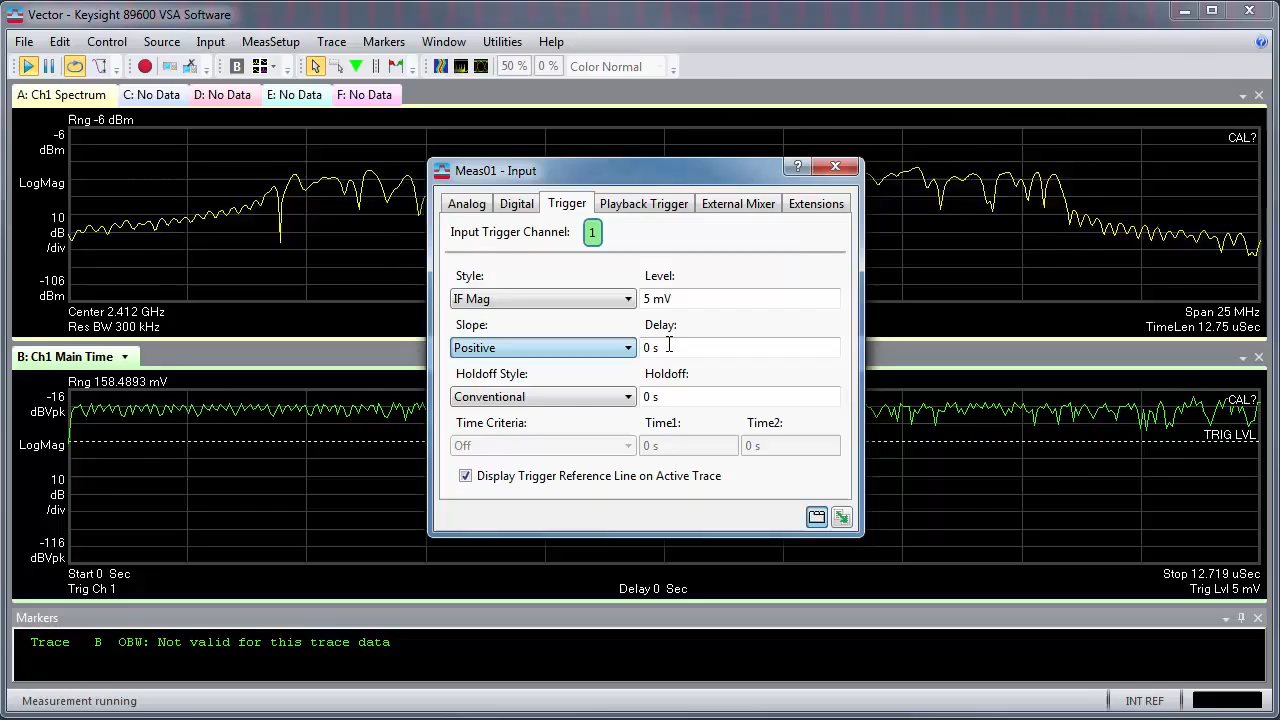 Vector - Keysight 89600 VSA Software
File Edit Control Source Input MeasSetup Trace Markers Window Utilities Help
B 50 % 0 % Color Normal
A: Ch1 Spectrum C: No Data D: No Data E: No Data F: No Data
Rng -6 dBm
-6
dBm
LogMag
10
dB
/div
-106
dBm
CAL?
Center 2.412 GHz
Res BW 300 kHz
Span 25 MHz
TimeLen 12.75 uSec
Meas01 - Input
Analog Digital Trigger Playback Trigger External Mixer Extensions
Input Trigger Channel: 1
Style: Level:
IF Mag 5 mV
Slope: Delay:
Positive 0 s
Holdoff Style: Holdoff:
Conventional 0 s
Time Criteria: Time1: Time2:
Off 0 s 0 s
Display Trigger Reference Line on Active Trace
B: Ch1 Main Time
Rng 158.4893 mV
-16
dBVpk
LogMag
10
dB
/div
-116
dBVpk
CAL?
TRIG LVL
Start 0 Sec Stop 12.719 uSec
Trig Ch 1 Delay 0 Sec Trig Lvl 5 mV
Markers
Trace B OBW: Not valid for this trace data
Measurement running INT REF